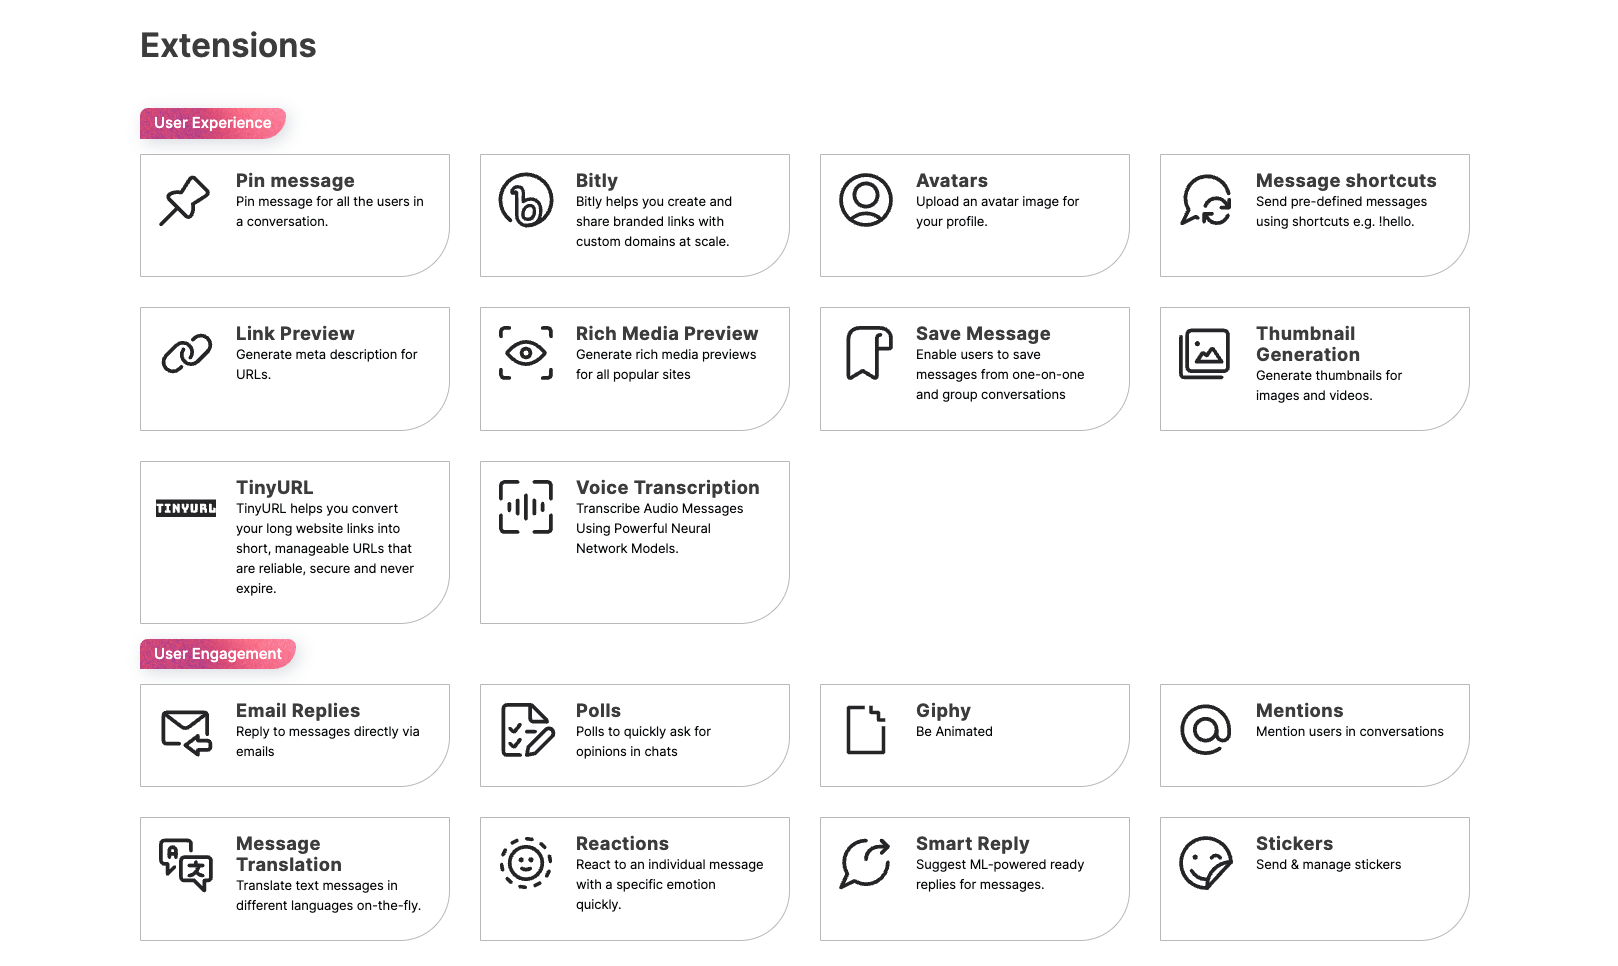 Extensions
User Experience
Pin message
Pin message for all the users in
a conversation.
Bitly
Bitly helps you create and
share branded links with
custom domains at scale.
Avatars
Upload an avatar image for
your profile.
Message shortcuts
Send pre-defined messages
using shortcuts e.g. !hello.
Link Preview
Generate meta description for
URLs.
Rich Media Preview
Generate rich media previews
for all popular sites
Save Message
Enable users to save
messages from one-on-one
and group conversations
Thumbnail
Generation
Generate thumbnails for
images and videos.
TINYURL
TinyURL
TinyURL helps you convert
your long website links into
short, manageable URLs that
are reliable, secure and never
expire.
Voice Transcription
Transcribe Audio Messages
Using Powerful Neural
Network Models.
User Engagement
Email Replies
Reply to messages directly via
emails
Polls
Polls to quickly ask for
opinions in chats
Giphy
Be Animated
Mentions
Mention users in conversations
A
文
Message
Translation
Translate text messages in
different languages on-the-fly.
Reactions
React to an individual message
with a specific emotion
quickly.
Smart Reply
Suggest ML-powered ready
replies for messages.
Stickers
Send & manage stickers